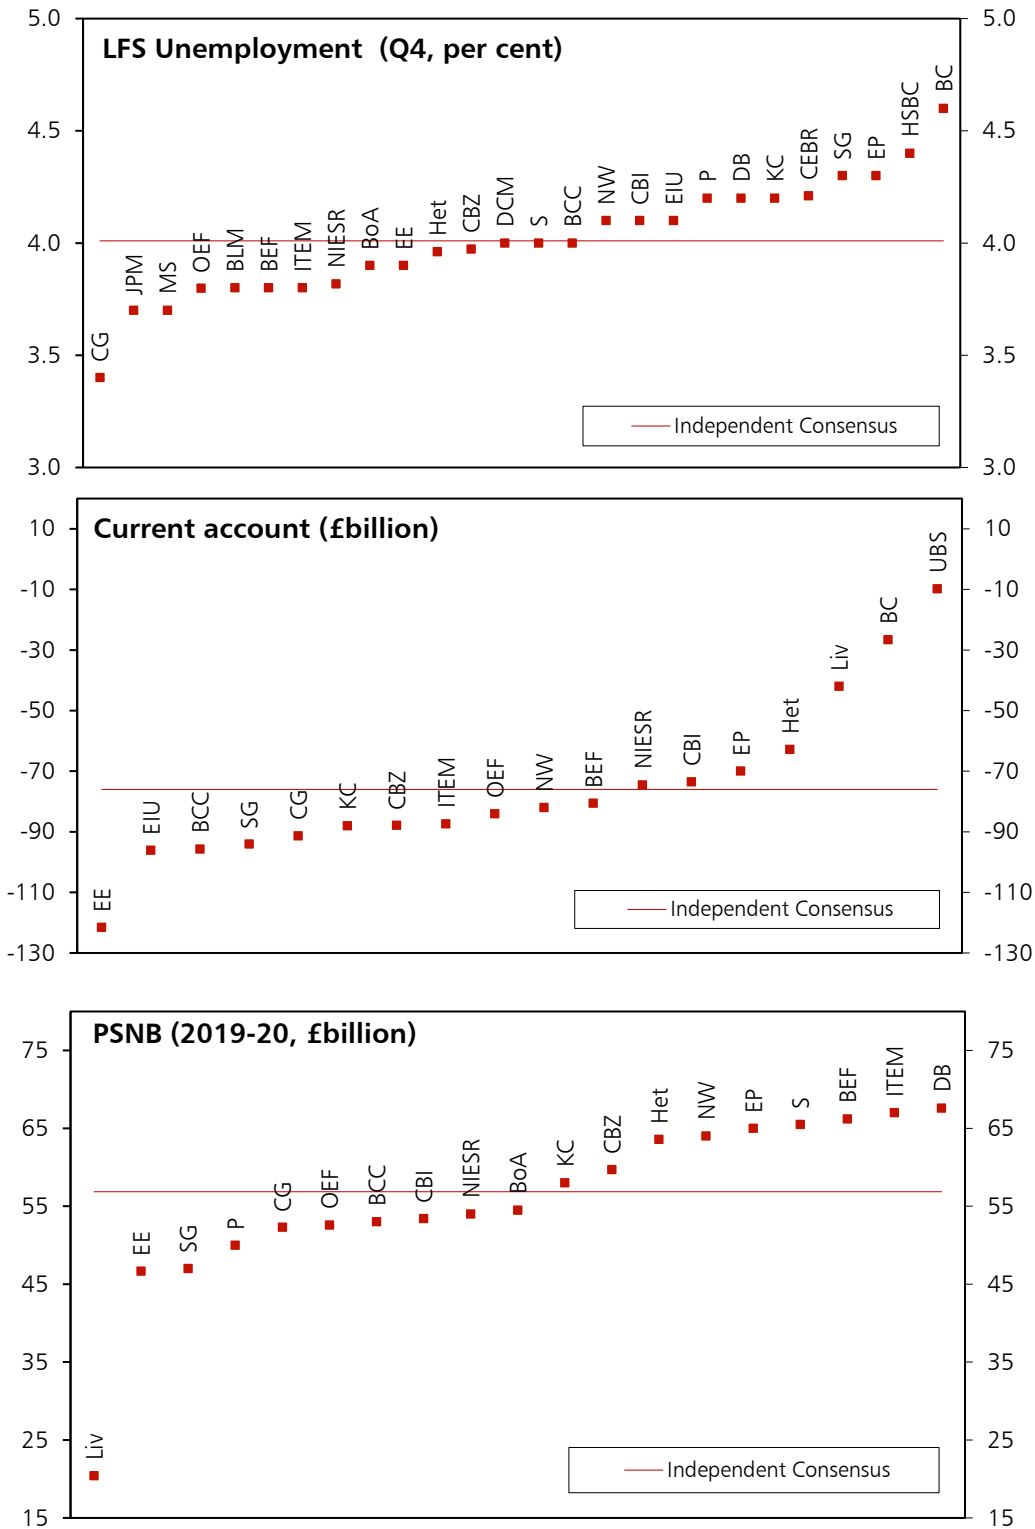 LFS Unemployment (Q4, per cent)
5.0
4.5
4.0
3.5
3.0
5.0
4.5
4.0
3.5
3.0
CG
JPM
MS
OEF
BLM
BEF
ITEM
NIESR
BoA
EE
Het
CBZ
DCM
S
BCC
NW
CBI
EIU
P
DB
KC
CEBR
SG
EP
HSBC
BC
Independent Consensus
Current account (£billion)
10
-10
-30
-50
-70
-90
-110
-130
10
-10
-30
-50
-70
-90
-110
-130
EE
EIU
BCC
SG
CG
KC
CBZ
ITEM
OEF
NW
BEF
NIESR
CBI
EP
Het
Liv
BC
UBS
Independent Consensus
PSNB (2019-20, £billion)
75
65
55
45
35
25
15
75
65
55
45
35
25
15
Liv
EE
SG
P
CG
OEF
BCC
CBI
NIESR
BoA
KC
CBZ
Het
NW
EP
S
BEF
ITEM
DB
Independent Consensus